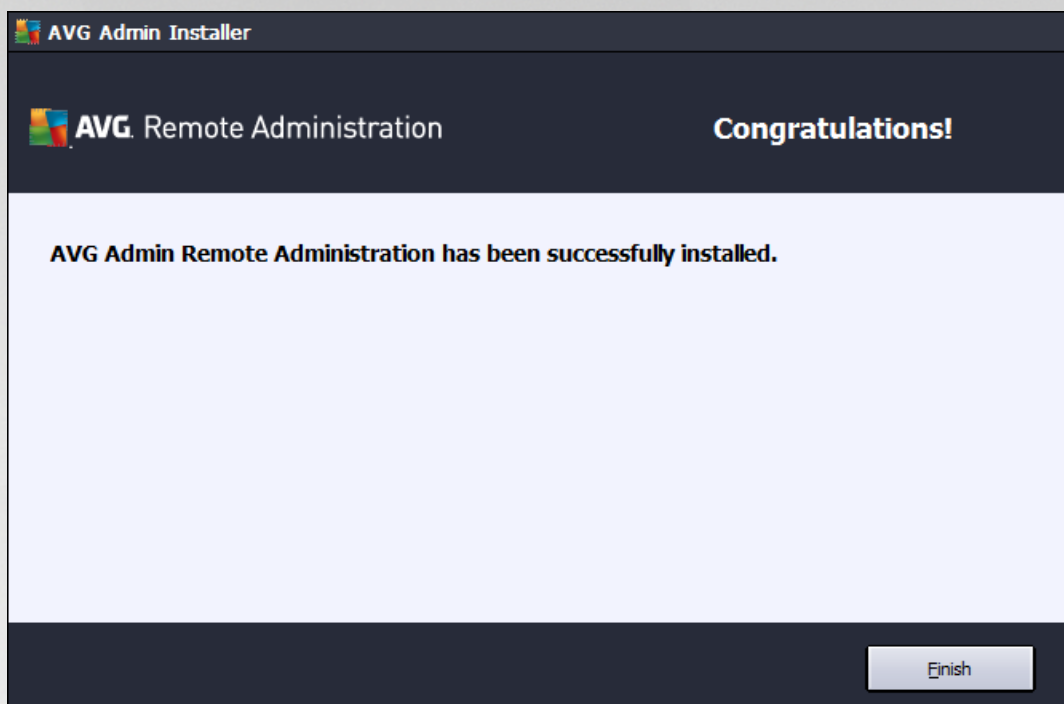 AVG Admin Installer
AVG. Remote Administration
Congratulations!
AVG Admin Remote Administration has been successfully installed.
Finish